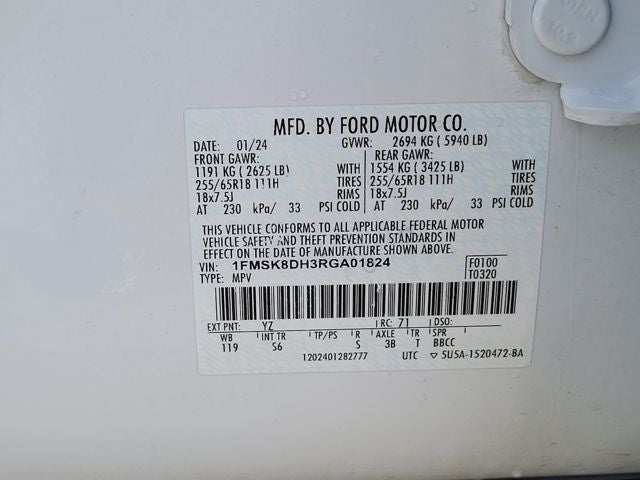 MFD. BY FORD MOTOR CO.
DATE: 01/24 GVWR: 2694 KG ( 5940 LB)
FRONT GAWR: REAR GAWR:
1191 KG ( 2625 LB) WITH 1554 KG ( 3425 LB) WITH
255/65R18 111H TIRES 255/65R18 111H TIRES
18x7.5J RIMS 18x7.5J RIMS
AT 230 kPa/ 33 PSI COLD AT 230 kPa/ 33 PSI COLD
THIS VEHICLE CONFORMS TO ALL APPLICABLE FEDERAL MOTOR
VEHICLE SAFETY AND THEFT PREVENTION STANDARDS IN
EFFECT ON THE DATE OF MANUFACTURE SHOWN ABOVE.
VIN: 1FMSK8DH3RGA01824 F0100
TYPE: MPV T0320
EXT PNT: YZ RC: 71 DSO:
WB INT TR TP/PS R AXLE TR SPR
119 S6 S 3B T BBCC
1202401282777 UTC ▽ 5U5A-1520472-BA